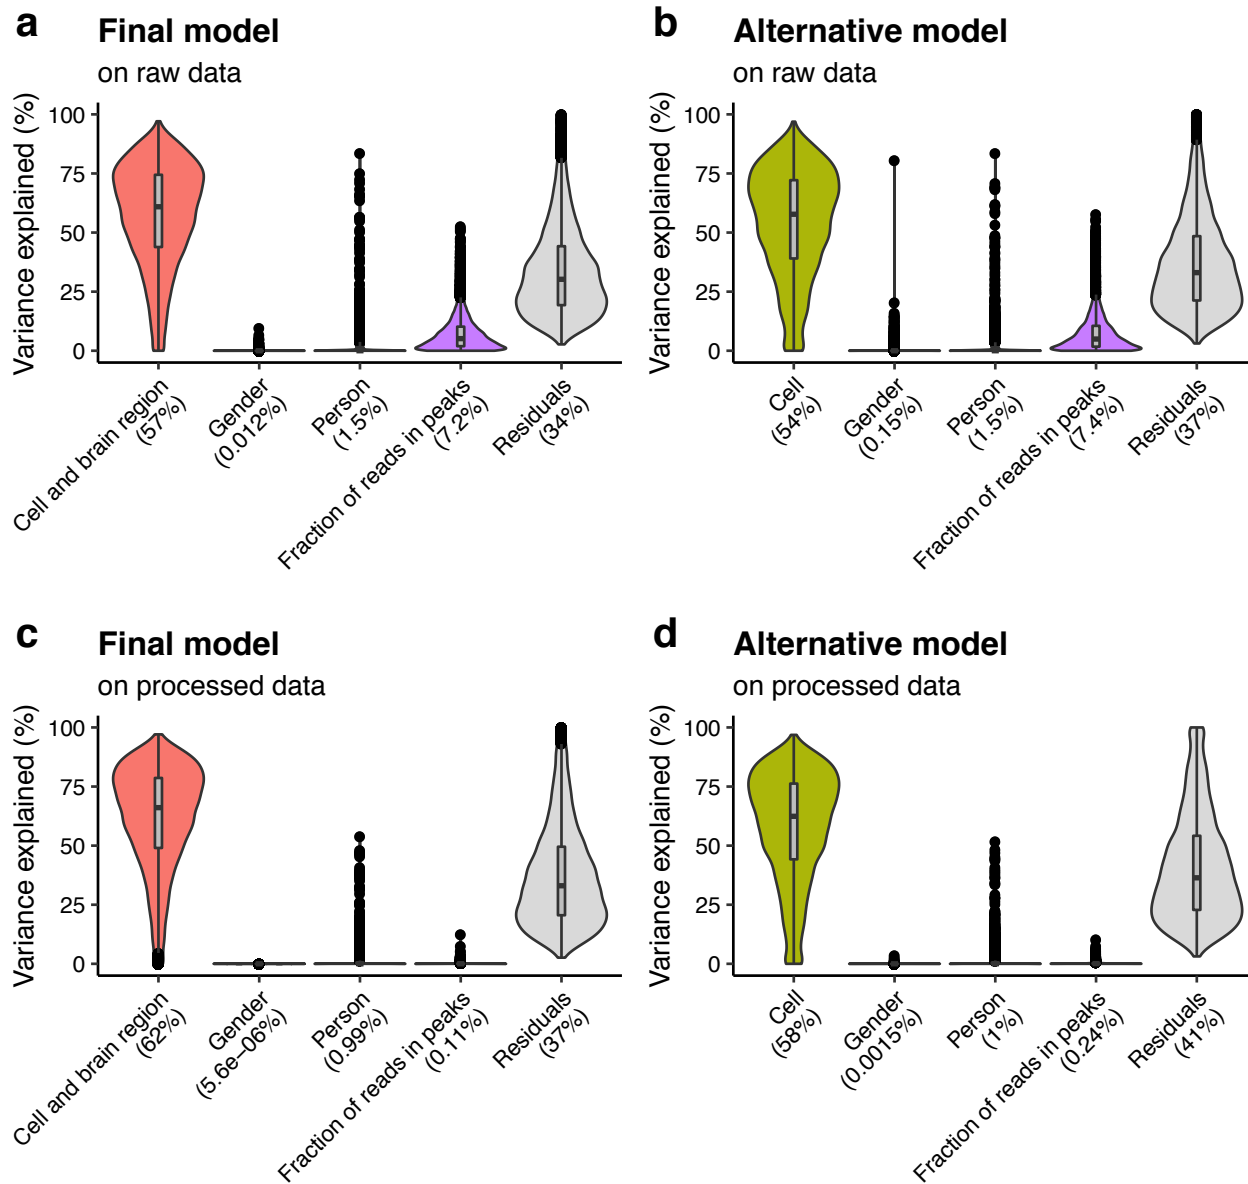 a
Final model
on raw data
Variance explained (%)
100
75
50
25
0
Cell and brain region
(57%)
Gender
(0.012%)
Person
(1.5%)
Fraction of reads in peaks
(7.2%)
Residuals
(34%)
b
Alternative model
on raw data
Variance explained (%)
100
75
50
25
0
Cell
(54%)
Gender
(0.15%)
Person
(1.5%)
Fraction of reads in peaks
(7.4%)
Residuals
(37%)
c
Final model
on processed data
Variance explained (%)
100
75
50
25
0
Cell and brain region
(62%)
Gender
(5.6e−06%)
Person
(0.99%)
Fraction of reads in peaks
(0.11%)
Residuals
(37%)
d
Alternative model
on processed data
Variance explained (%)
100
75
50
25
0
Cell
(58%)
Gender
(0.0015%)
Person
(1%)
Fraction of reads in peaks
(0.24%)
Residuals
(41%)